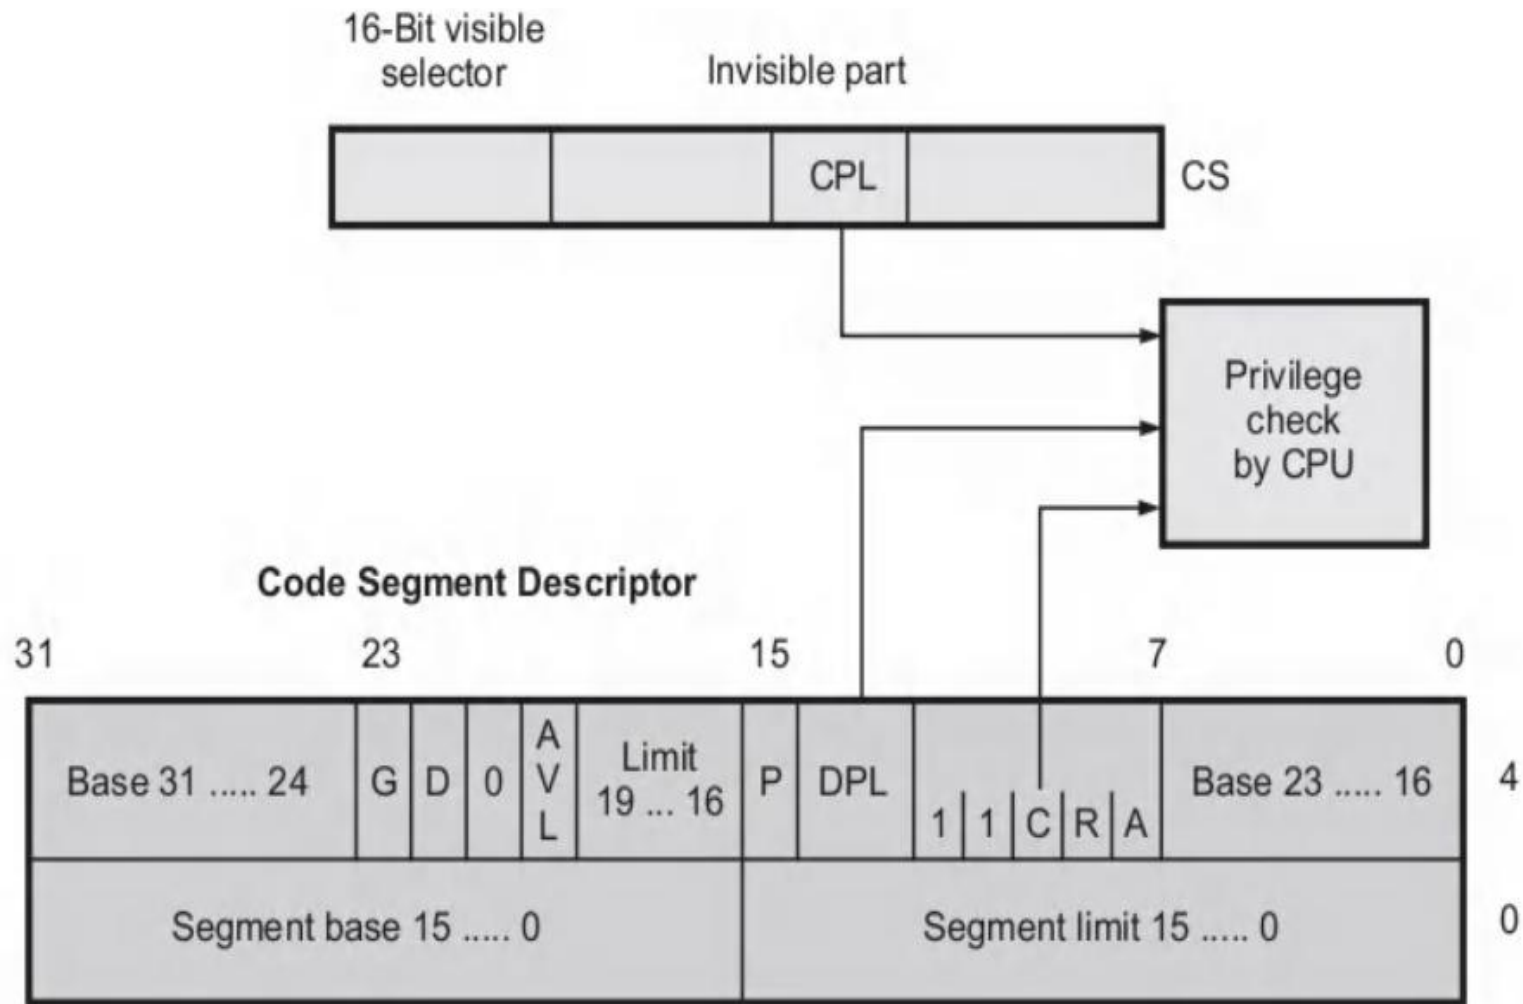 16-Bit visible
selector
Invisible part
CPL
CS
Privilege
check
by CPU
Code Segment Descriptor
31 23 15 7 0
Base 31 ..... 24
G
D
0
A
V
L
Limit
19 ... 16
P
DPL
1
1
C
R
A
Base 23 ..... 16
4
Segment base 15 ..... 0
Segment limit 15 ..... 0
0